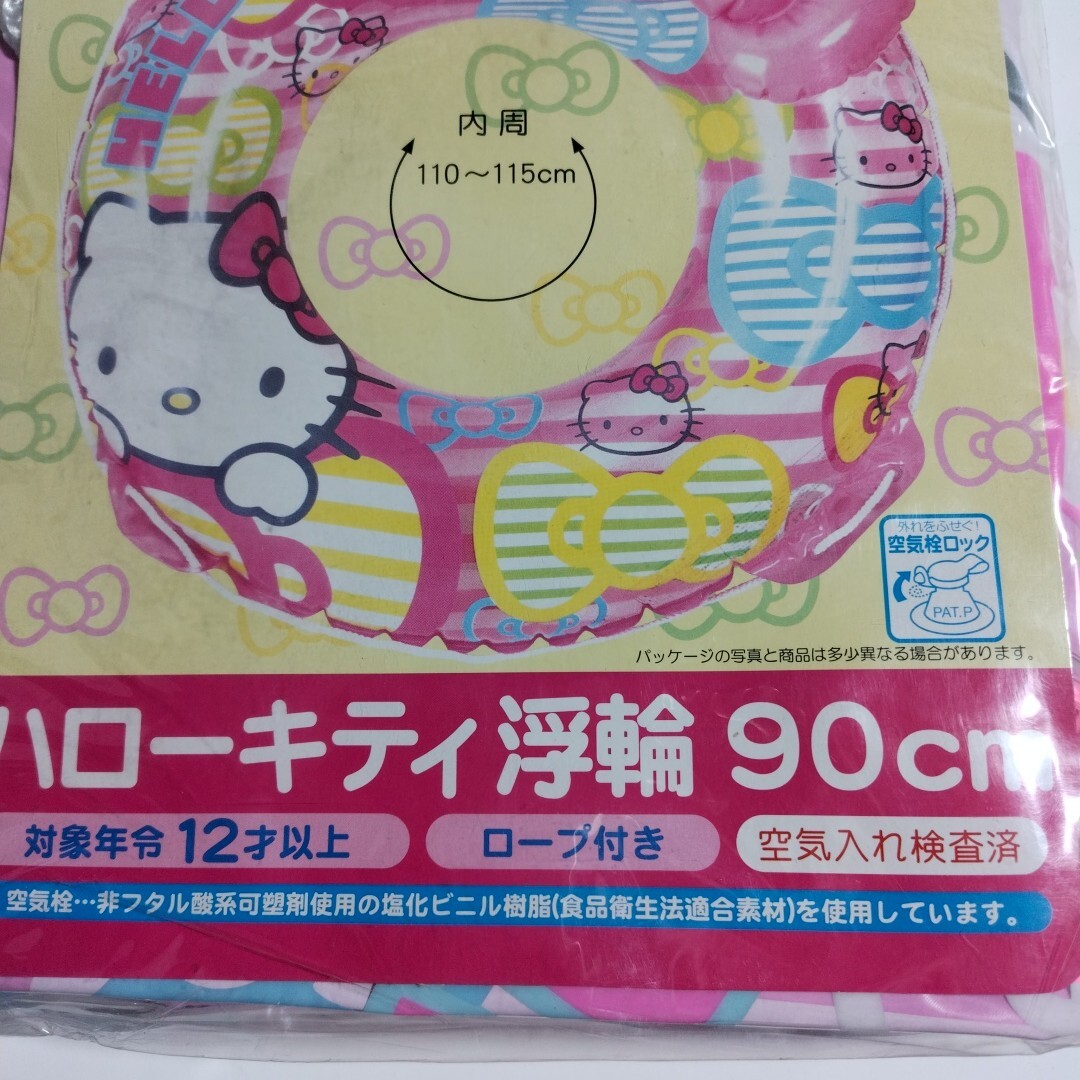 HELL
内周
110～115cm
外れをふせぐ!
空気栓ロック
PAT.P
パッケージの写真と商品は多少異なる場合があります。
ハローキティ浮輪 90cm
対象年令 12才以上
ロープ付き
空気入れ検査済
空気栓…非フタル酸系可塑剤使用の塩化ビニル樹脂(食品衛生法適合素材)を使用しています。